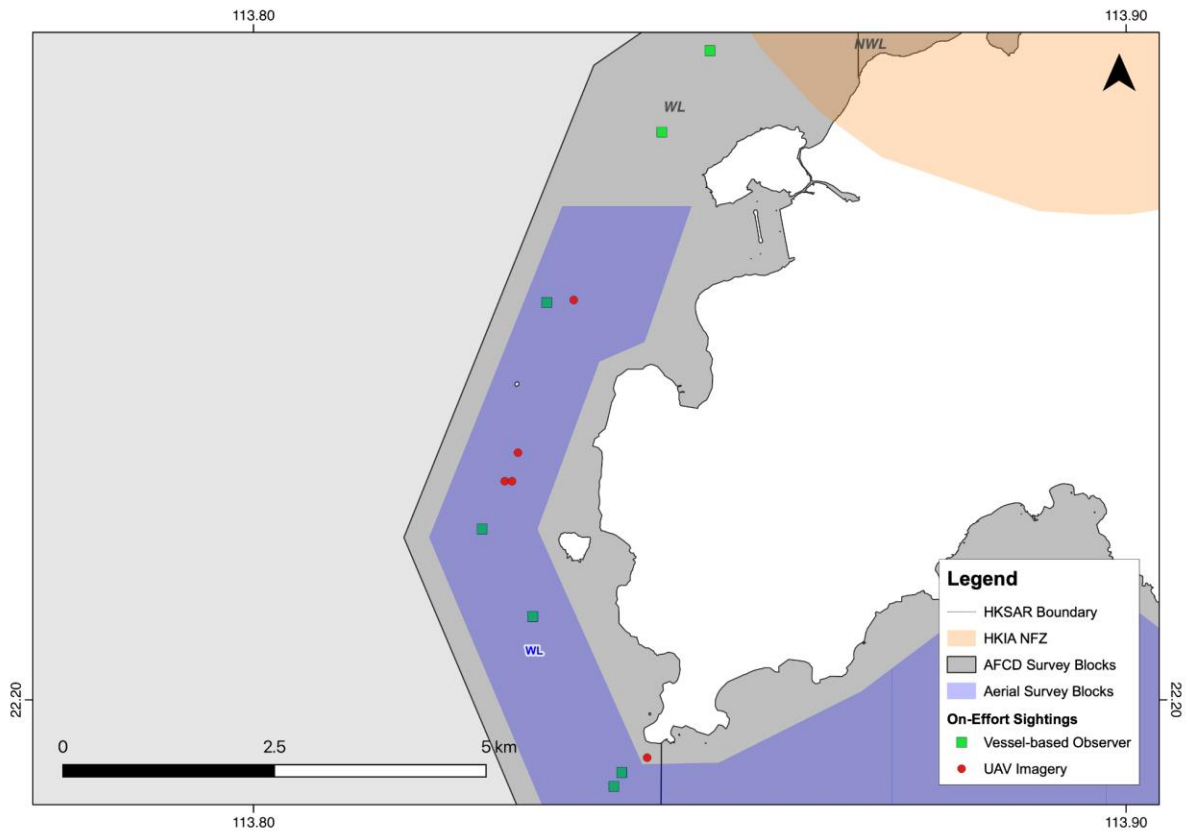 113.80
113.90
NWL
WL
WL
22.20
22.20
0
2.5
5 km
Legend
HKSAR Boundary
HKIA NFZ
AFCD Survey Blocks
Aerial Survey Blocks
On-Effort Sightings
Vessel-based Observer
UAV Imagery
113.80
113.90